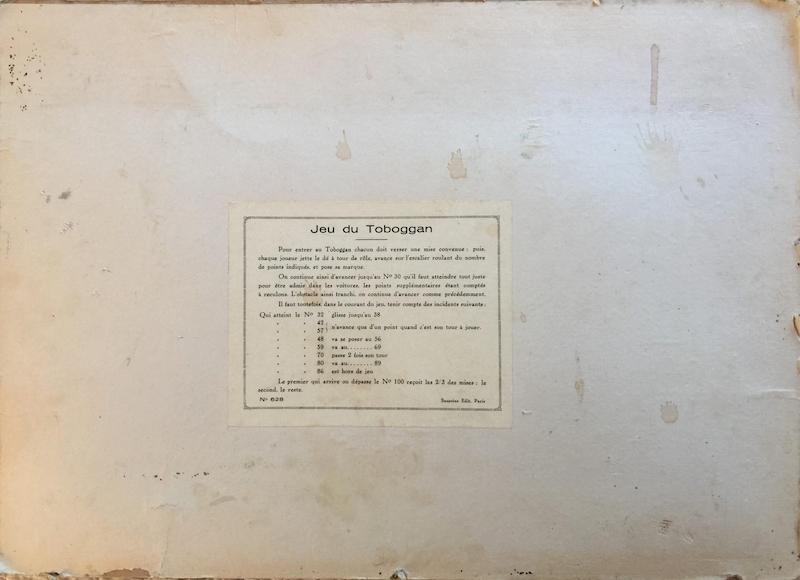 Jeu du Toboggan
Pour entrer au Toboggan chacun doit verser une mise convenue ; puis,
chaque joueur jette le dé à tour de rôle, avance sur l'escalier roulant du nombre
de points indiqués, et pose sa marque.
On continue ainsi d'avancer jusqu'au No 30 qu'il faut atteindre tout juste
pour être admis dans les voitures, les points supplémentaires étant comptés
à reculons. L'obstacle ainsi franchi, on continue d'avancer comme précédemment.
Il faut toutefois, dans le courant du jeu, tenir compte des incidents suivants :
Qui atteint le No 32 glisse jusqu'au 38
" " 42
" " 57 } n'avance que d'un point quand c'est son tour à jouer.
" " 48 va se poser au 56
" " 59 va au........ 69
" " 70 passe 2 fois son tour
" " 80 va au........ 89
" " 86 est hors de jeu
Le premier qui arrive ou dépasse le No 100 reçoit les 2/3 des mises ; le
second, le reste.
No 628
Saussine Edit. Paris